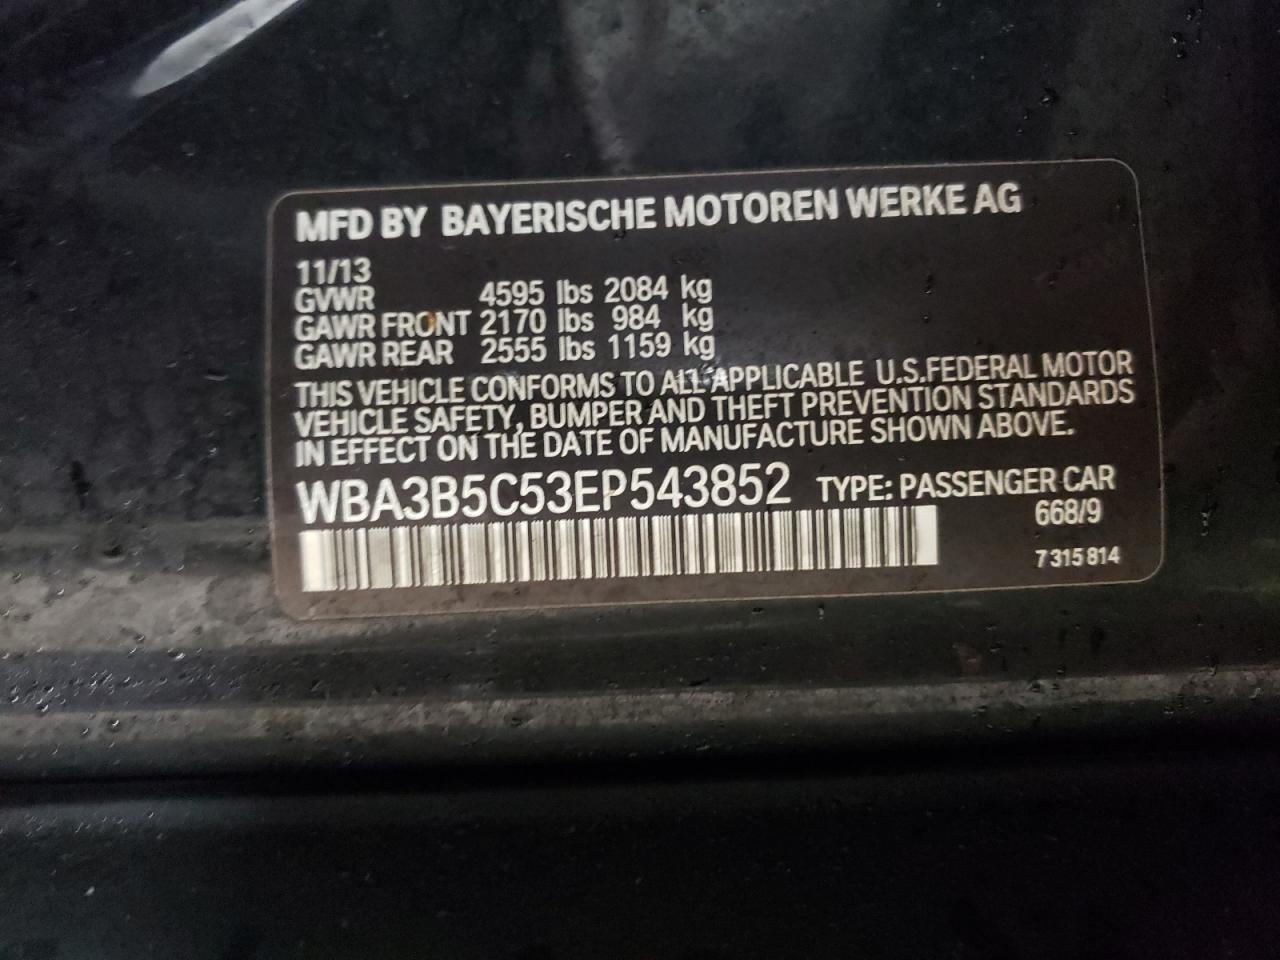 MFD BY BAYERISCHE MOTOREN WERKE AG
11/13
GVWR 4595 lbs 2084 kg
GAWR FRONT 2170 lbs 984 kg
GAWR REAR 2555 lbs 1159 kg
THIS VEHICLE CONFORMS TO ALL APPLICABLE U.S.FEDERAL MOTOR
VEHICLE SAFETY, BUMPER AND THEFT PREVENTION STANDARDS
IN EFFECT ON THE DATE OF MANUFACTURE SHOWN ABOVE.
WBA3B5C53EP543852 TYPE: PASSENGER CAR
668/9
7 315 814